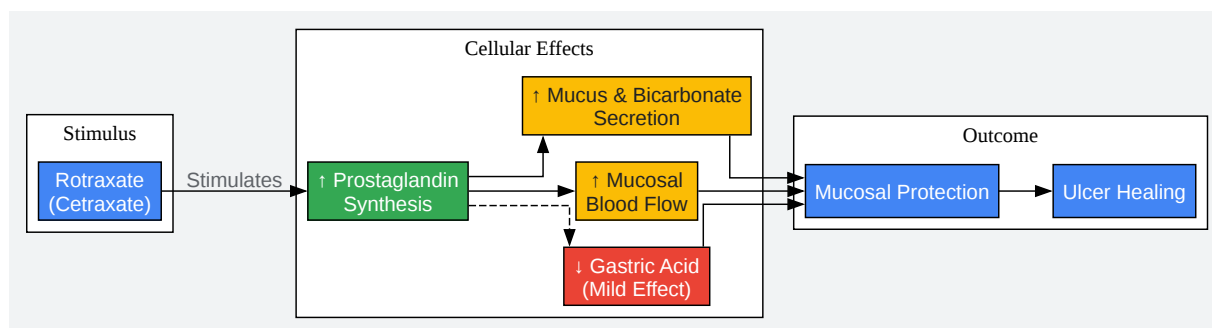 Cellular Effects
Stimulus
Rotraxate
(Cetraxate)
Stimulates
↑ Prostaglandin
Synthesis
↑ Mucus & Bicarbonate
Secretion
↑ Mucosal
Blood Flow
↓ Gastric Acid
(Mild Effect)
Outcome
Mucosal Protection
Ulcer Healing